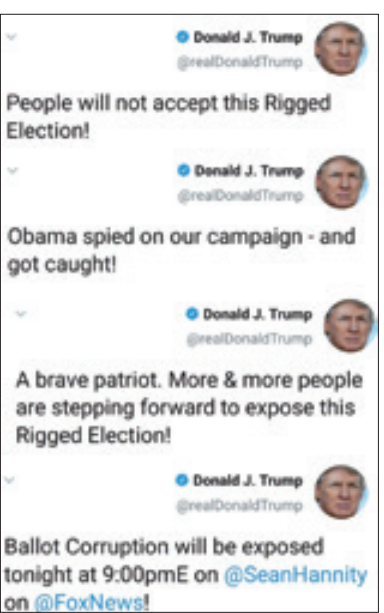 Donald J. Trump
@realDonaldTrump
People will not accept this Rigged
Election!
Donald J. Trump
@realDonaldTrump
Obama spied on our campaign - and
got caught!
Donald J. Trump
@realDonaldTrump
A brave patriot. More & more people
are stepping forward to expose this
Rigged Election!
Donald J. Trump
@realDonaldTrump
Ballot Corruption will be exposed
tonight at 9:00pmE on @SeanHannity
on @FoxNews!